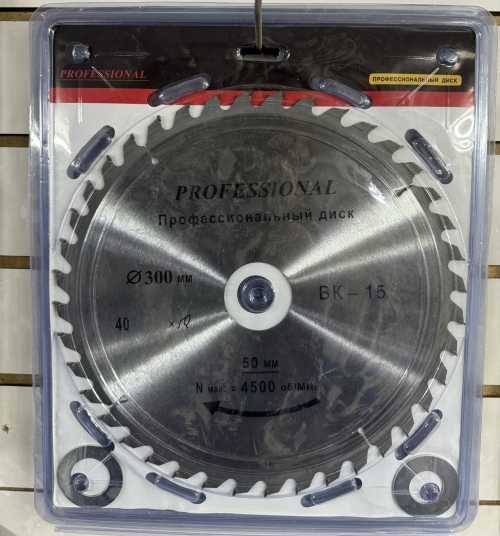 PROFESSIONAL
ПРОФЕССИОНАЛЬНЫЙ ДИСК
PROFESSIONAL
Профессиональный диск
Ø300 мм
ВК – 15
40
50 мм
N макс = 4500 об/мин